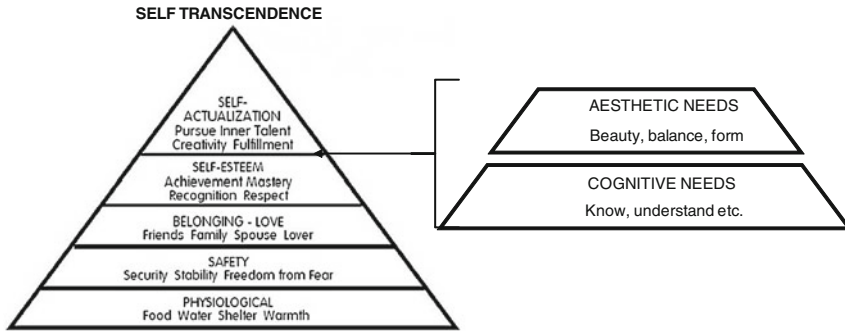 SELF TRANSCENDENCE
SELF-
ACTUALIZATION
Pursue Inner Talent
Creativity Fulfillment
SELF-ESTEEM
Achievement Mastery
Recognition Respect
BELONGING - LOVE
Friends Family Spouse Lover
SAFETY
Security Stability Freedom from Fear
PHYSIOLOGICAL
Food Water Shelter Warmth
AESTHETIC NEEDS
Beauty, balance, form
COGNITIVE NEEDS
Know, understand etc.